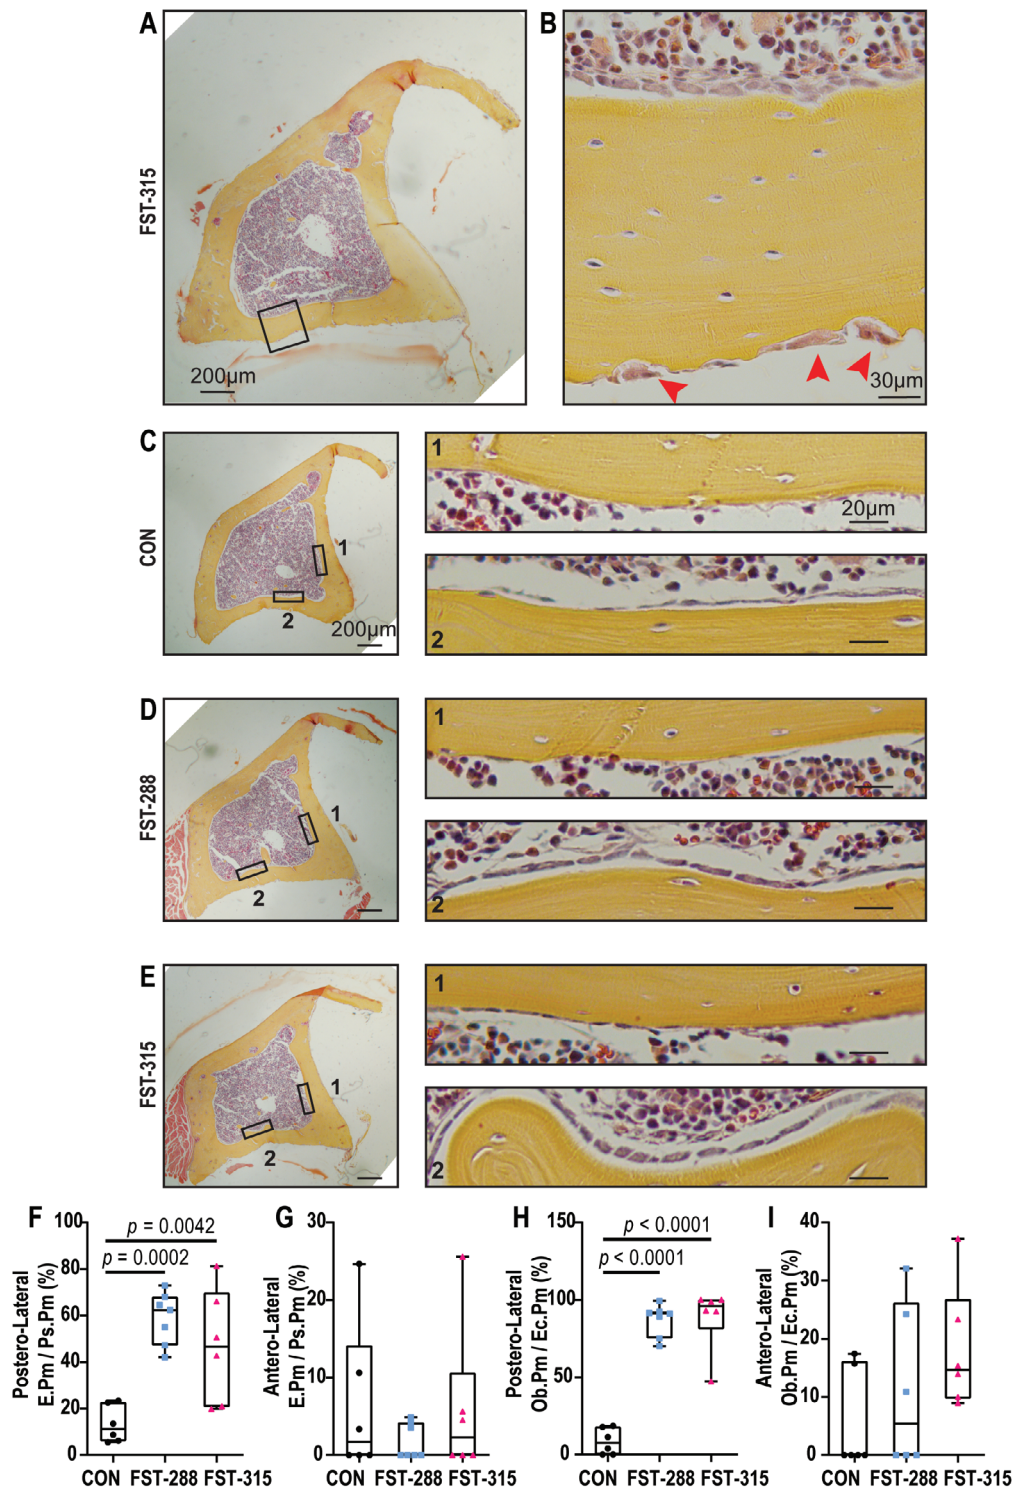 A
B
FST-315
200μm
30μm
C
CON
1
2
200μm
1
20μm
2
D
FST-288
1
2
1
2
E
FST-315
1
2
1
2
F
Postero-Lateral
E.Pm / Ps.Pm (%)
100
80
60
40
20
0
p = 0.0042
p = 0.0002
CON FST-288 FST-315
G
Antero-Lateral
E.Pm / Ps.Pm (%)
30
20
10
0
CON FST-288 FST-315
H
Postero-Lateral
Ob.Pm / Ec.Pm (%)
150
100
50
0
p < 0.0001
p < 0.0001
CON FST-288 FST-315
I
Antero-Lateral
Ob.Pm / Ec.Pm (%)
40
30
20
10
0
CON FST-288 FST-315